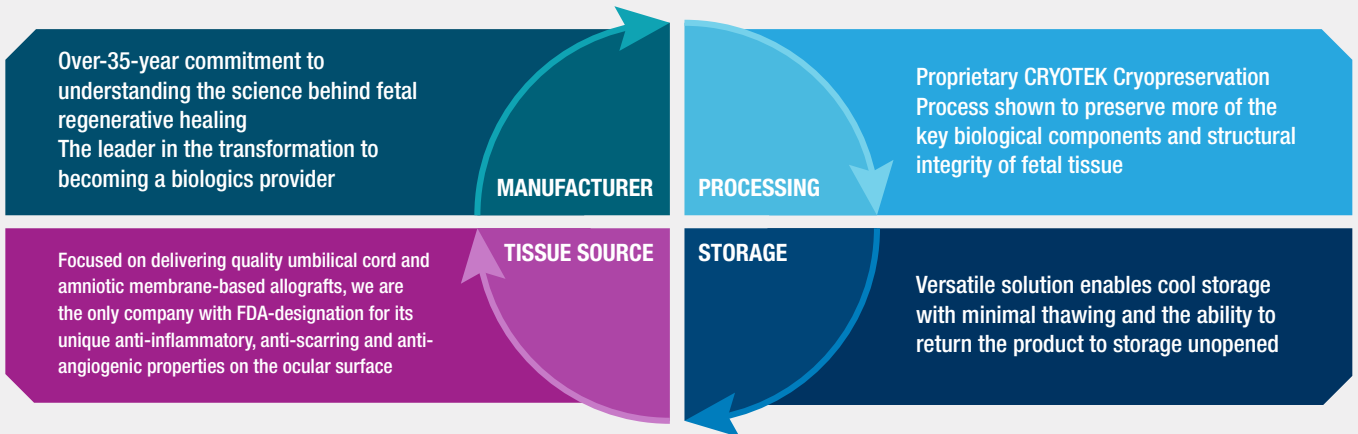 Over-35-year commitment to
understanding the science behind fetal
regenerative healing
The leader in the transformation to
becoming a biologics provider
MANUFACTURER
PROCESSING
Proprietary CRYOTEK Cryopreservation
Process shown to preserve more of the
key biological components and structural
integrity of fetal tissue
Focused on delivering quality umbilical cord and
amniotic membrane-based allografts, we are
the only company with FDA-designation for its
unique anti-inflammatory, anti-scarring and anti-
angiogenic properties on the ocular surface
TISSUE SOURCE
STORAGE
Versatile solution enables cool storage
with minimal thawing and the ability to
return the product to storage unopened